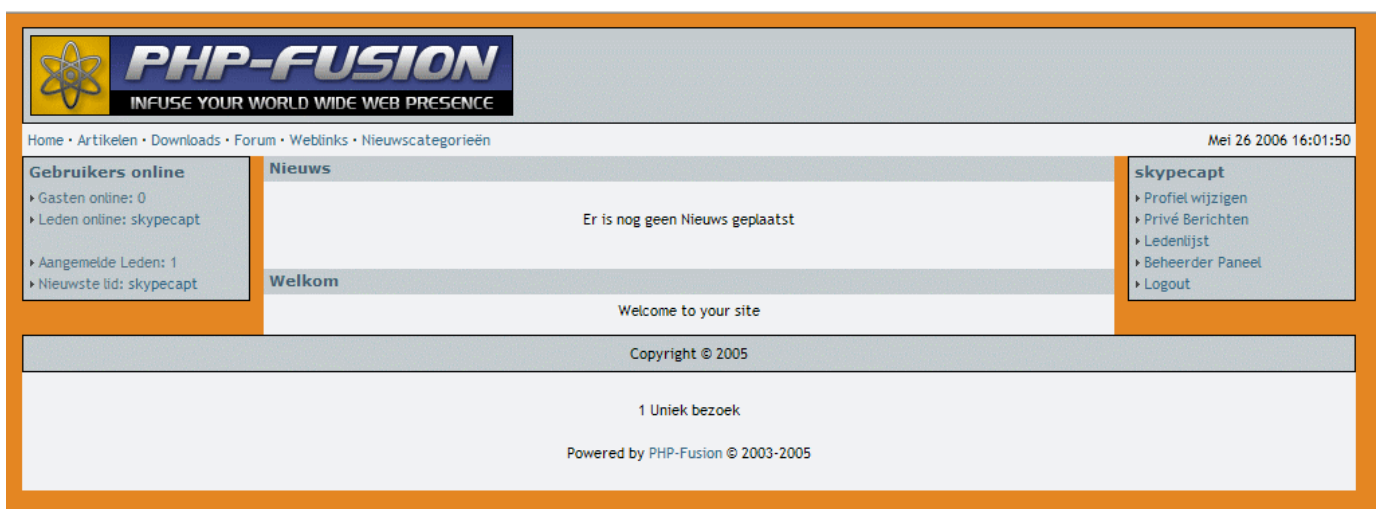 PHP-FUSION
INFUSE YOUR WORLD WIDE WEB PRESENCE
Home · Artikelen · Downloads · Forum · Weblinks · Nieuwscategorieën
Mei 26 2006 16:01:50
Gebruikers online
Gasten online: 0
Leden online: skypecapt
Aangemelde Leden: 1
Nieuwste lid: skypecapt
Nieuws
Er is nog geen Nieuws geplaatst
Welkom
Welcome to your site
skypecapt
Profiel wijzigen
Privé Berichten
Ledenlijst
Beheerder Paneel
Logout
Copyright © 2005
1 Uniek bezoek
Powered by PHP-Fusion © 2003-2005